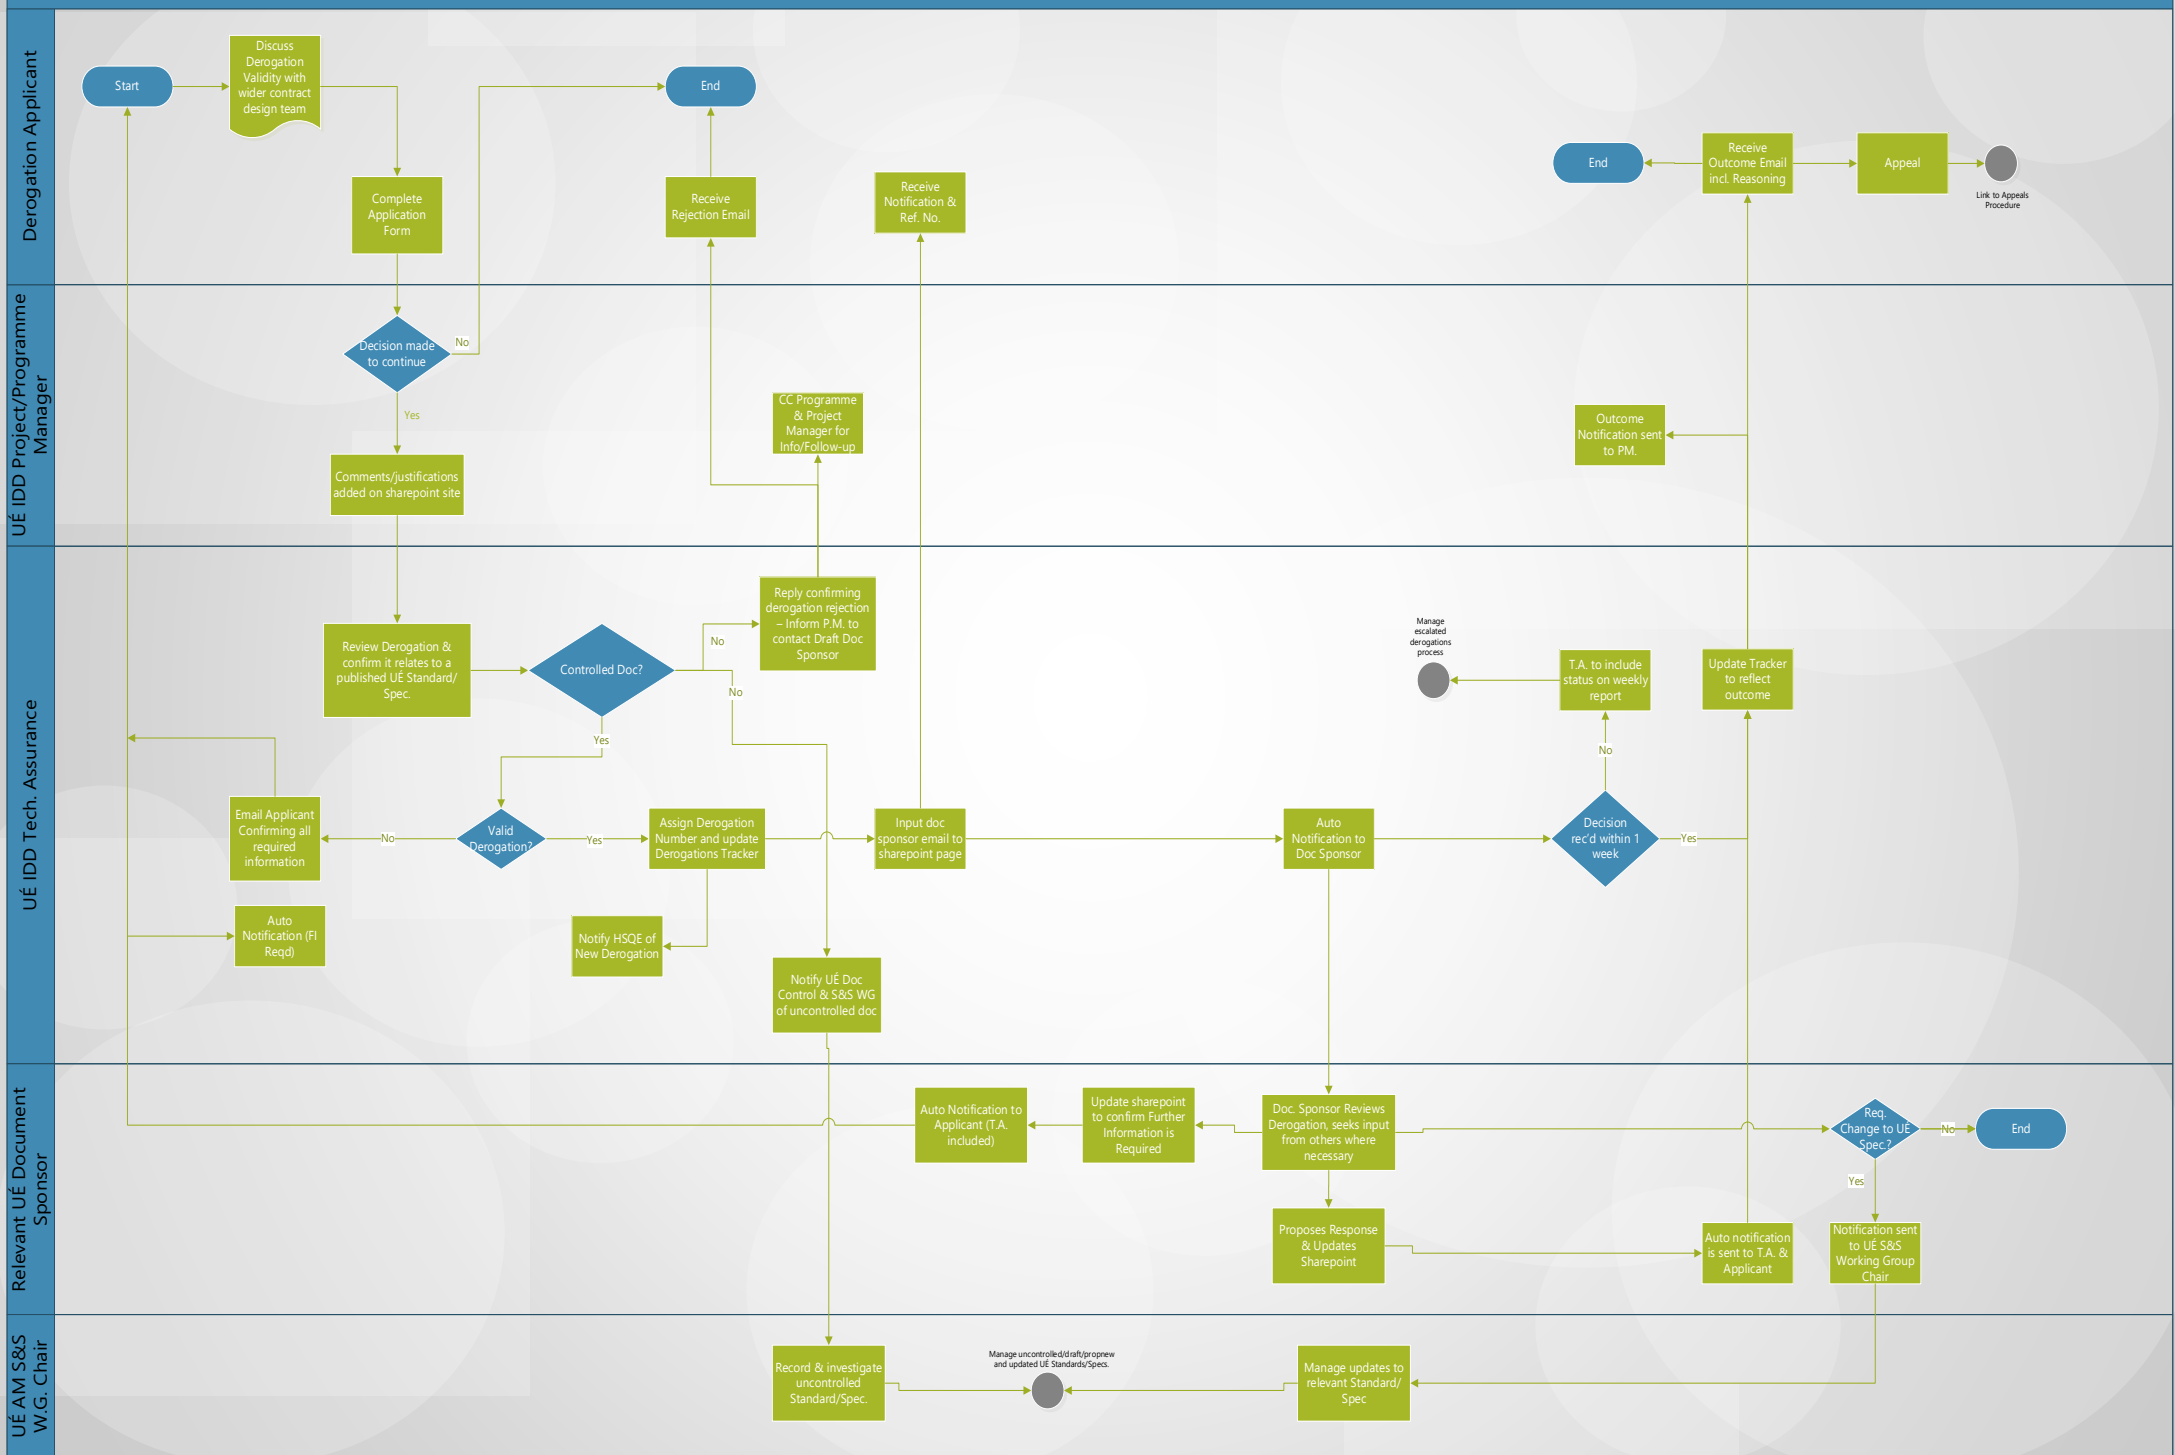 Derogation Applicant
Start
Discuss
Derogation
Validity with
wider contract
design team
Complete
Application
Form
End
Receive
Rejection Email
Receive
Notification &
Ref. No.
End
Receive
Outcome Email
incl. Reasoning
Appeal
Link to Appeals
Procedure
UÉ IDD Project/Programme
Manager
Decision made
to continue
No
Yes
Comments/justifications
added on sharepoint site
CC Programme
& Project
Manager for
Info/Follow-up
Outcome
Notification sent
to PM.
UÉ IDD Tech. Assurance
Review Derogation &
confirm it relates to a
published UÉ Standard/
Spec.
Controlled Doc?
No
No
Yes
Reply confirming
derogation rejection
– Inform P.M. to
contact Draft Doc
Sponsor
Manage
escalated
derogations
process
T.A. to include
status on weekly
report
Update Tracker
to reflect
outcome
No
Email Applicant
Confirming all
required
information
No
Valid
Derogation?
Yes
Assign Derogation
Number and update
Derogations Tracker
Input doc
sponsor email to
sharepoint page
Auto
Notification to
Doc Sponsor
Decision
rec'd within 1
week
Yes
Auto
Notification (FI
Reqd)
Notify HSQE of
New Derogation
Notify UÉ Doc
Control & S&S WG
of uncontrolled doc
Relevant UÉ Document
Sponsor
Auto Notification to
Applicant (T.A.
included)
Update sharepoint
to confirm Further
Information is
Required
Doc. Sponsor Reviews
Derogation, seeks input
from others where
necessary
Req.
Change to UÉ
Spec.?
No
End
Yes
Proposes Response
& Updates
Sharepoint
Auto notification
is sent to T.A. &
Applicant
Notification sent
to UÉ S&S
Working Group
Chair
UÉ AM S&S
W.G. Chair
Record & investigate
uncontrolled
Standard/Spec.
Manage uncontrolled/draft/propnew
and updated UÉ Standards/Specs.
Manage updates to
relevant Standard/
Spec